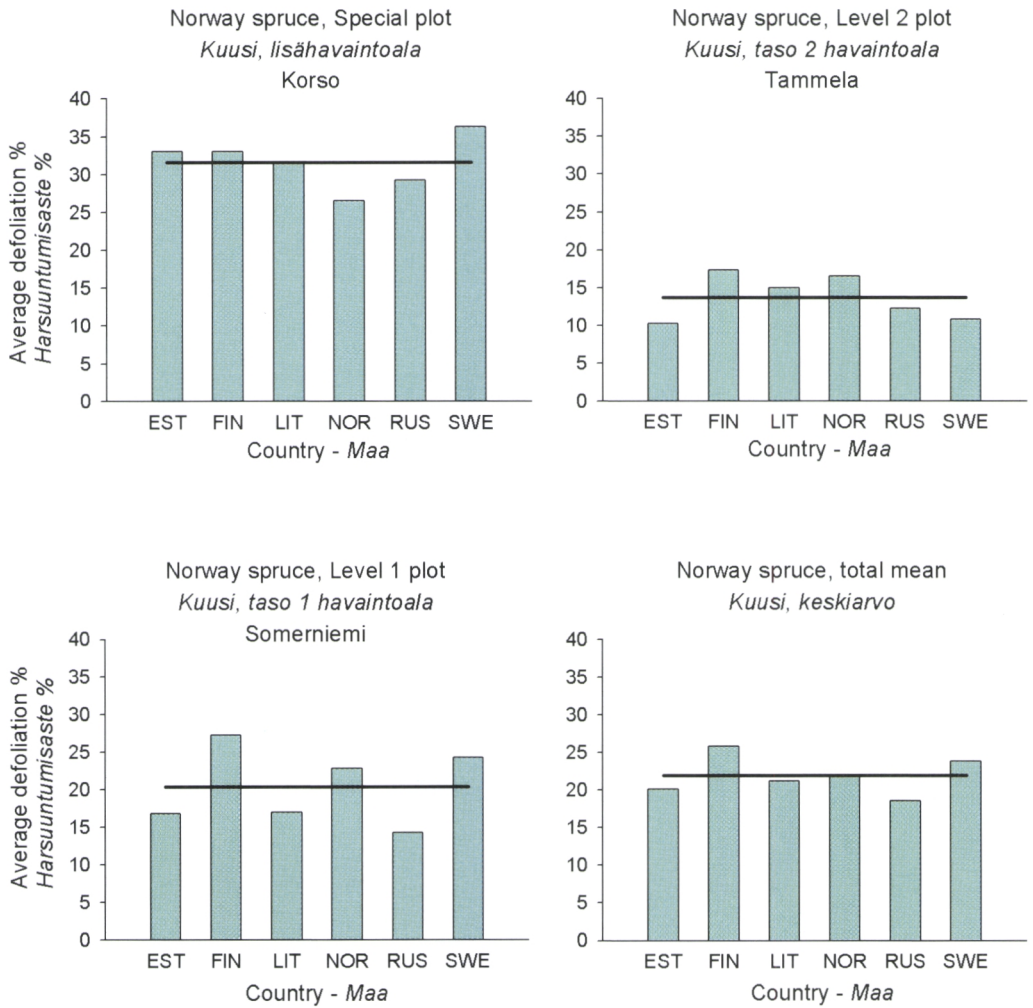 Norway spruce, Special plot
Kuusi, lisähavaintoala
Korso
Average defoliation %
Harsuuntumisaste %
40
35
30
25
20
15
10
5
0
EST FIN LIT NOR RUS SWE
Country - Maa
Norway spruce, Level 2 plot
Kuusi, taso 2 havaintoala
Tammela
40
35
30
25
20
15
10
5
0
EST FIN LIT NOR RUS SWE
Country - Maa
Norway spruce, Level 1 plot
Kuusi, taso 1 havaintoala
Somerniemi
Average defoliation %
Harsuuntumisaste %
40
35
30
25
20
15
10
5
0
EST FIN LIT NOR RUS SWE
Country - Maa
Norway spruce, total mean
Kuusi, keskiarvo
40
35
30
25
20
15
10
5
0
EST FIN LIT NOR RUS SWE
Country - Maa